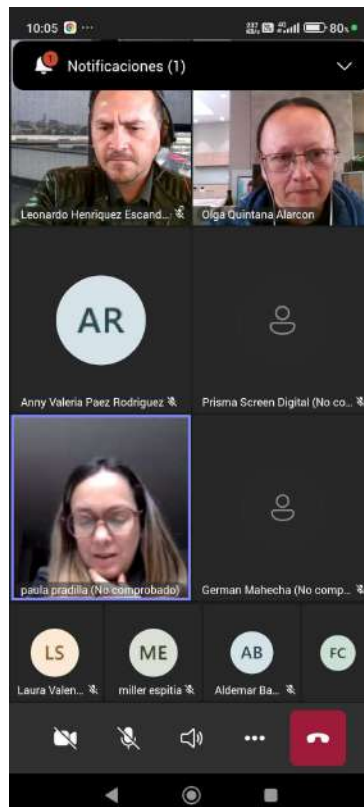 10:05
80%
1
Notificaciones (1)
Leonardo Henriquez Escand...
Olga Quintana Alarcon
AR
Anny Valeria Paez Rodriguez
Prisma Screen Digital (No co...
paula pradilla (No comprobado)
German Mahecha (No comp...
LS
ME
AB
FC
Laura Valen...
miller espitia
Aldemar Ba...